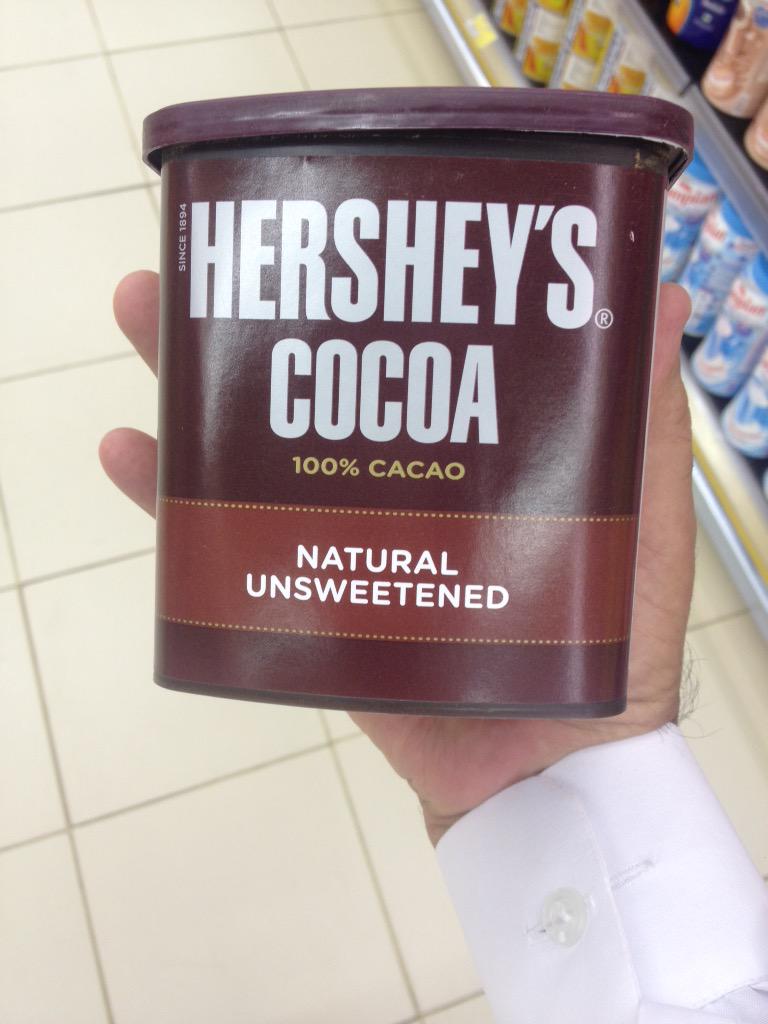 SINCE 1894
HERSHEY'S®
COCOA
100% CACAO
NATURAL
UNSWEETENED